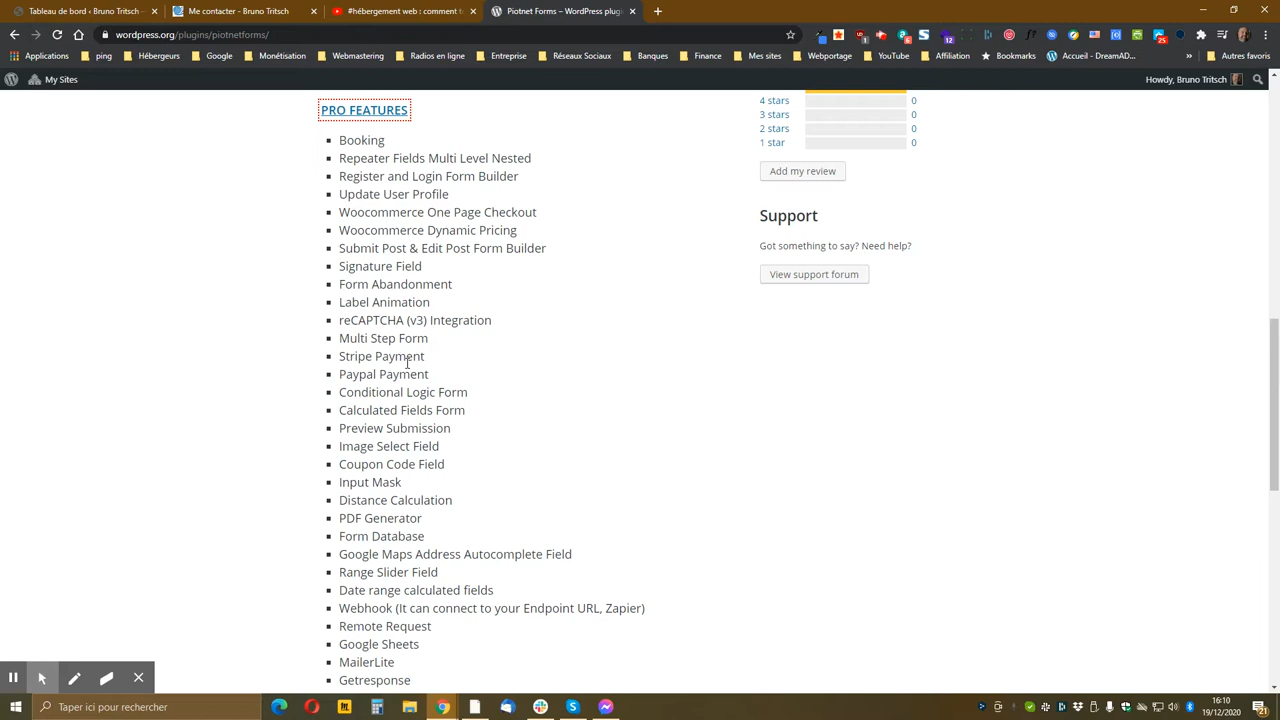 Tableau de bord ‹ Bruno Tritsch — Me contacter - Bruno Tritsch #hébergement web : comment t Piotnet Forms – WordPress plugi
wordpress.org/plugins/piotnetforms/
Applications ping Hébergeurs Google Monétisation Webportage Radios en ligne Entreprise Réseaux Sociaux Banques Finance Mes sites Webportage YouTube Affiliation Bookmarks Accueil - DreamAD... » Autres favoris
My Sites Howdy, Bruno Tritsch
PRO FEATURES
Booking
Repeater Fields Multi Level Nested
Register and Login Form Builder
Update User Profile
Woocommerce One Page Checkout
Woocommerce Dynamic Pricing
Submit Post & Edit Post Form Builder
Signature Field
Form Abandonment
Label Animation
reCAPTCHA (v3) Integration
Multi Step Form
Stripe Payment
Paypal Payment
Conditional Logic Form
Calculated Fields Form
Preview Submission
Image Select Field
Coupon Code Field
Input Mask
Distance Calculation
PDF Generator
Form Database
Google Maps Address Autocomplete Field
Range Slider Field
Date range calculated fields
Webhook (It can connect to your Endpoint URL, Zapier)
Remote Request
Google Sheets
MailerLite
Getresponse
4 stars 0
3 stars 0
2 stars 0
1 star 0
Add my review
Support
Got something to say? Need help?
View support forum
Taper ici pour rechercher
16:10
19/12/2020